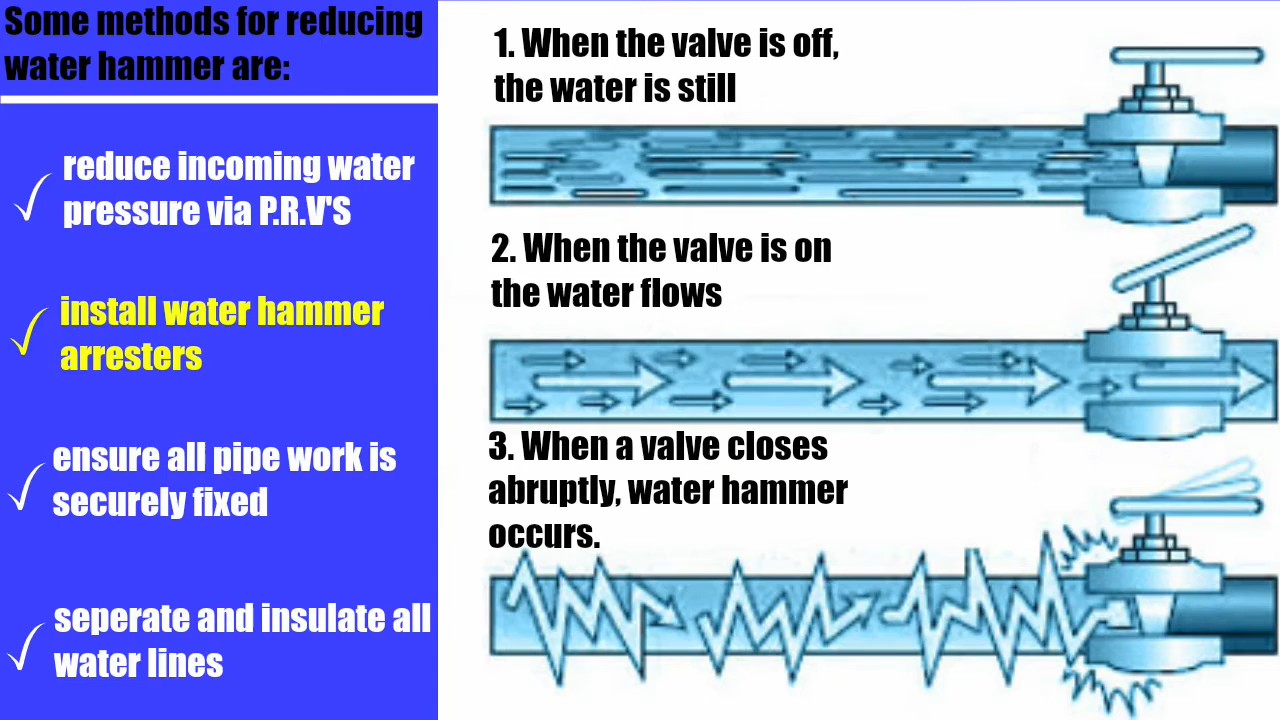 Some methods for reducing
water hammer are:
reduce incoming water
pressure via P.R.V'S
install water hammer
arresters
ensure all pipe work is
securely fixed
seperate and insulate all
water lines
1. When the valve is off,
the water is still
2. When the valve is on
the water flows
3. When a valve closes
abruptly, water hammer
occurs.